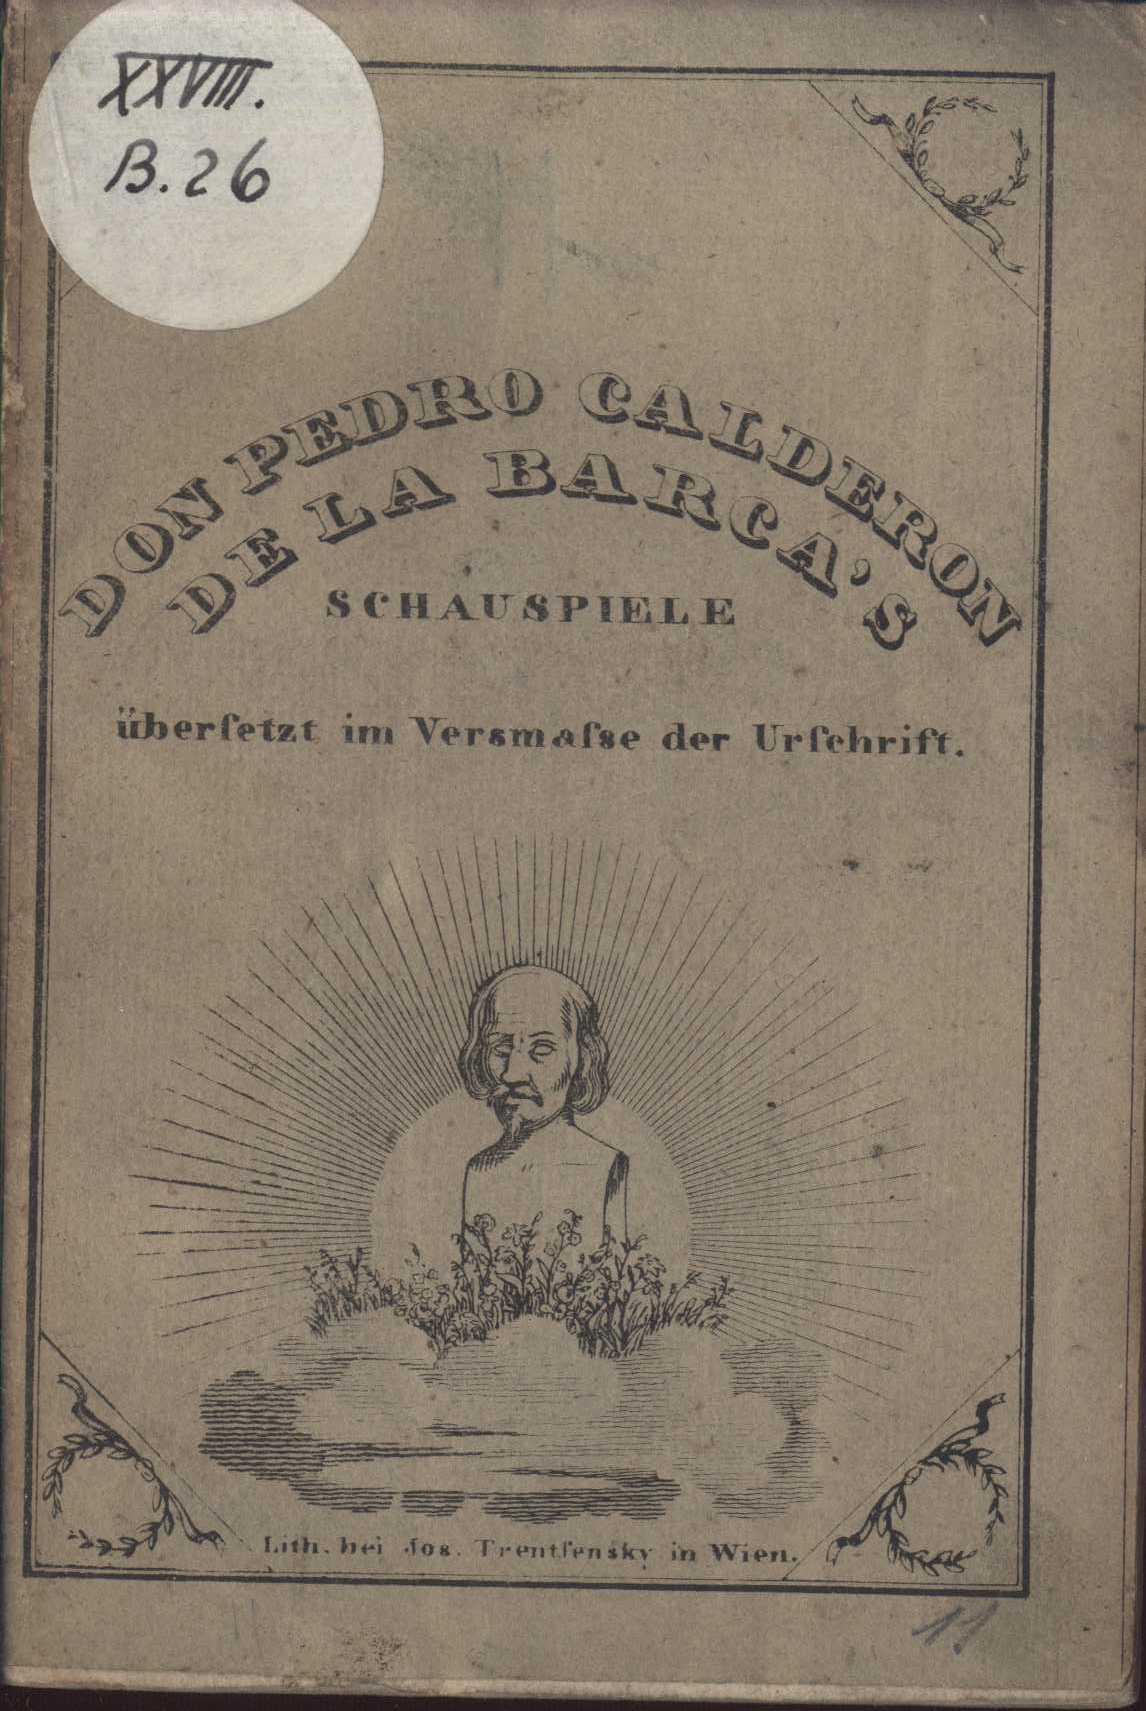 XXVIII.
B. 26
DON PEDRO CALDERON
DE LA BARCA'S
SCHAUSPIELE
überſetzt im Versmaſse der Urſchrift.
Lith. bei Jos. Trentſensky in Wien.
11